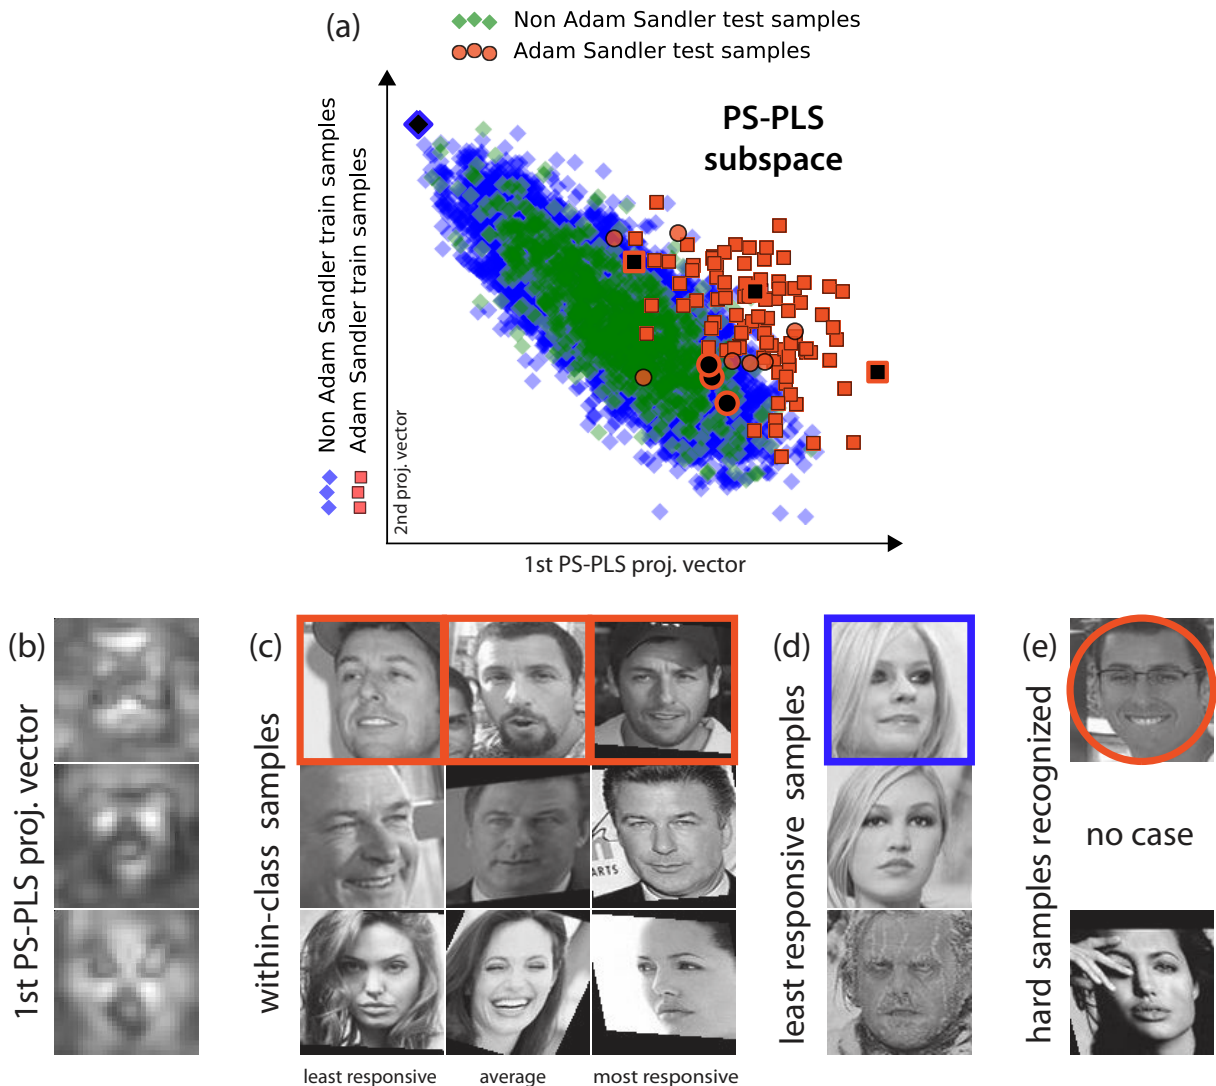 (a)
Non Adam Sandler test samples
Adam Sandler test samples
PS-PLS
subspace
Non Adam Sandler train samples
Adam Sandler train samples
2nd proj. vector
1st PS-PLS proj. vector
(b)
1st PS-PLS proj. vector
(c)
within-class samples
ARTS
least responsive
average
most responsive
(d)
least responsive samples
(e)
hard samples recognized
no case